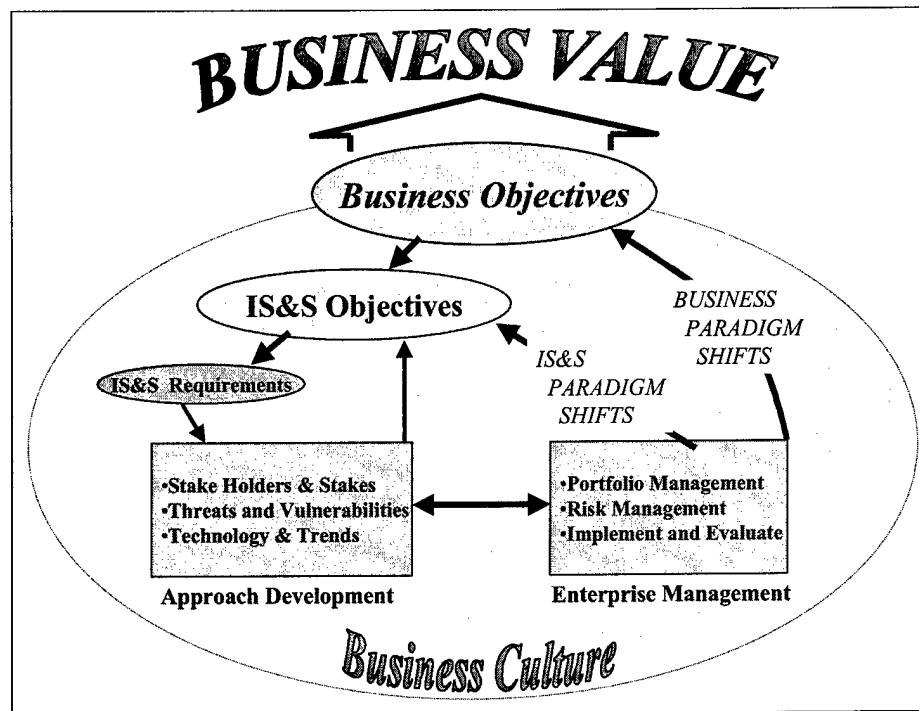 BUSINESS VALUE
Business Objectives
IS&S Objectives
BUSINESS
PARADIGM
SHIFTS
IS&S
PARADIGM
SHIFTS
IS&S Requirements
•Stake Holders & Stakes
•Threats and Vulnerabilities
•Technology & Trends
Approach Development
•Portfolio Management
•Risk Management
•Implement and Evaluate
Enterprise Management
Business Culture